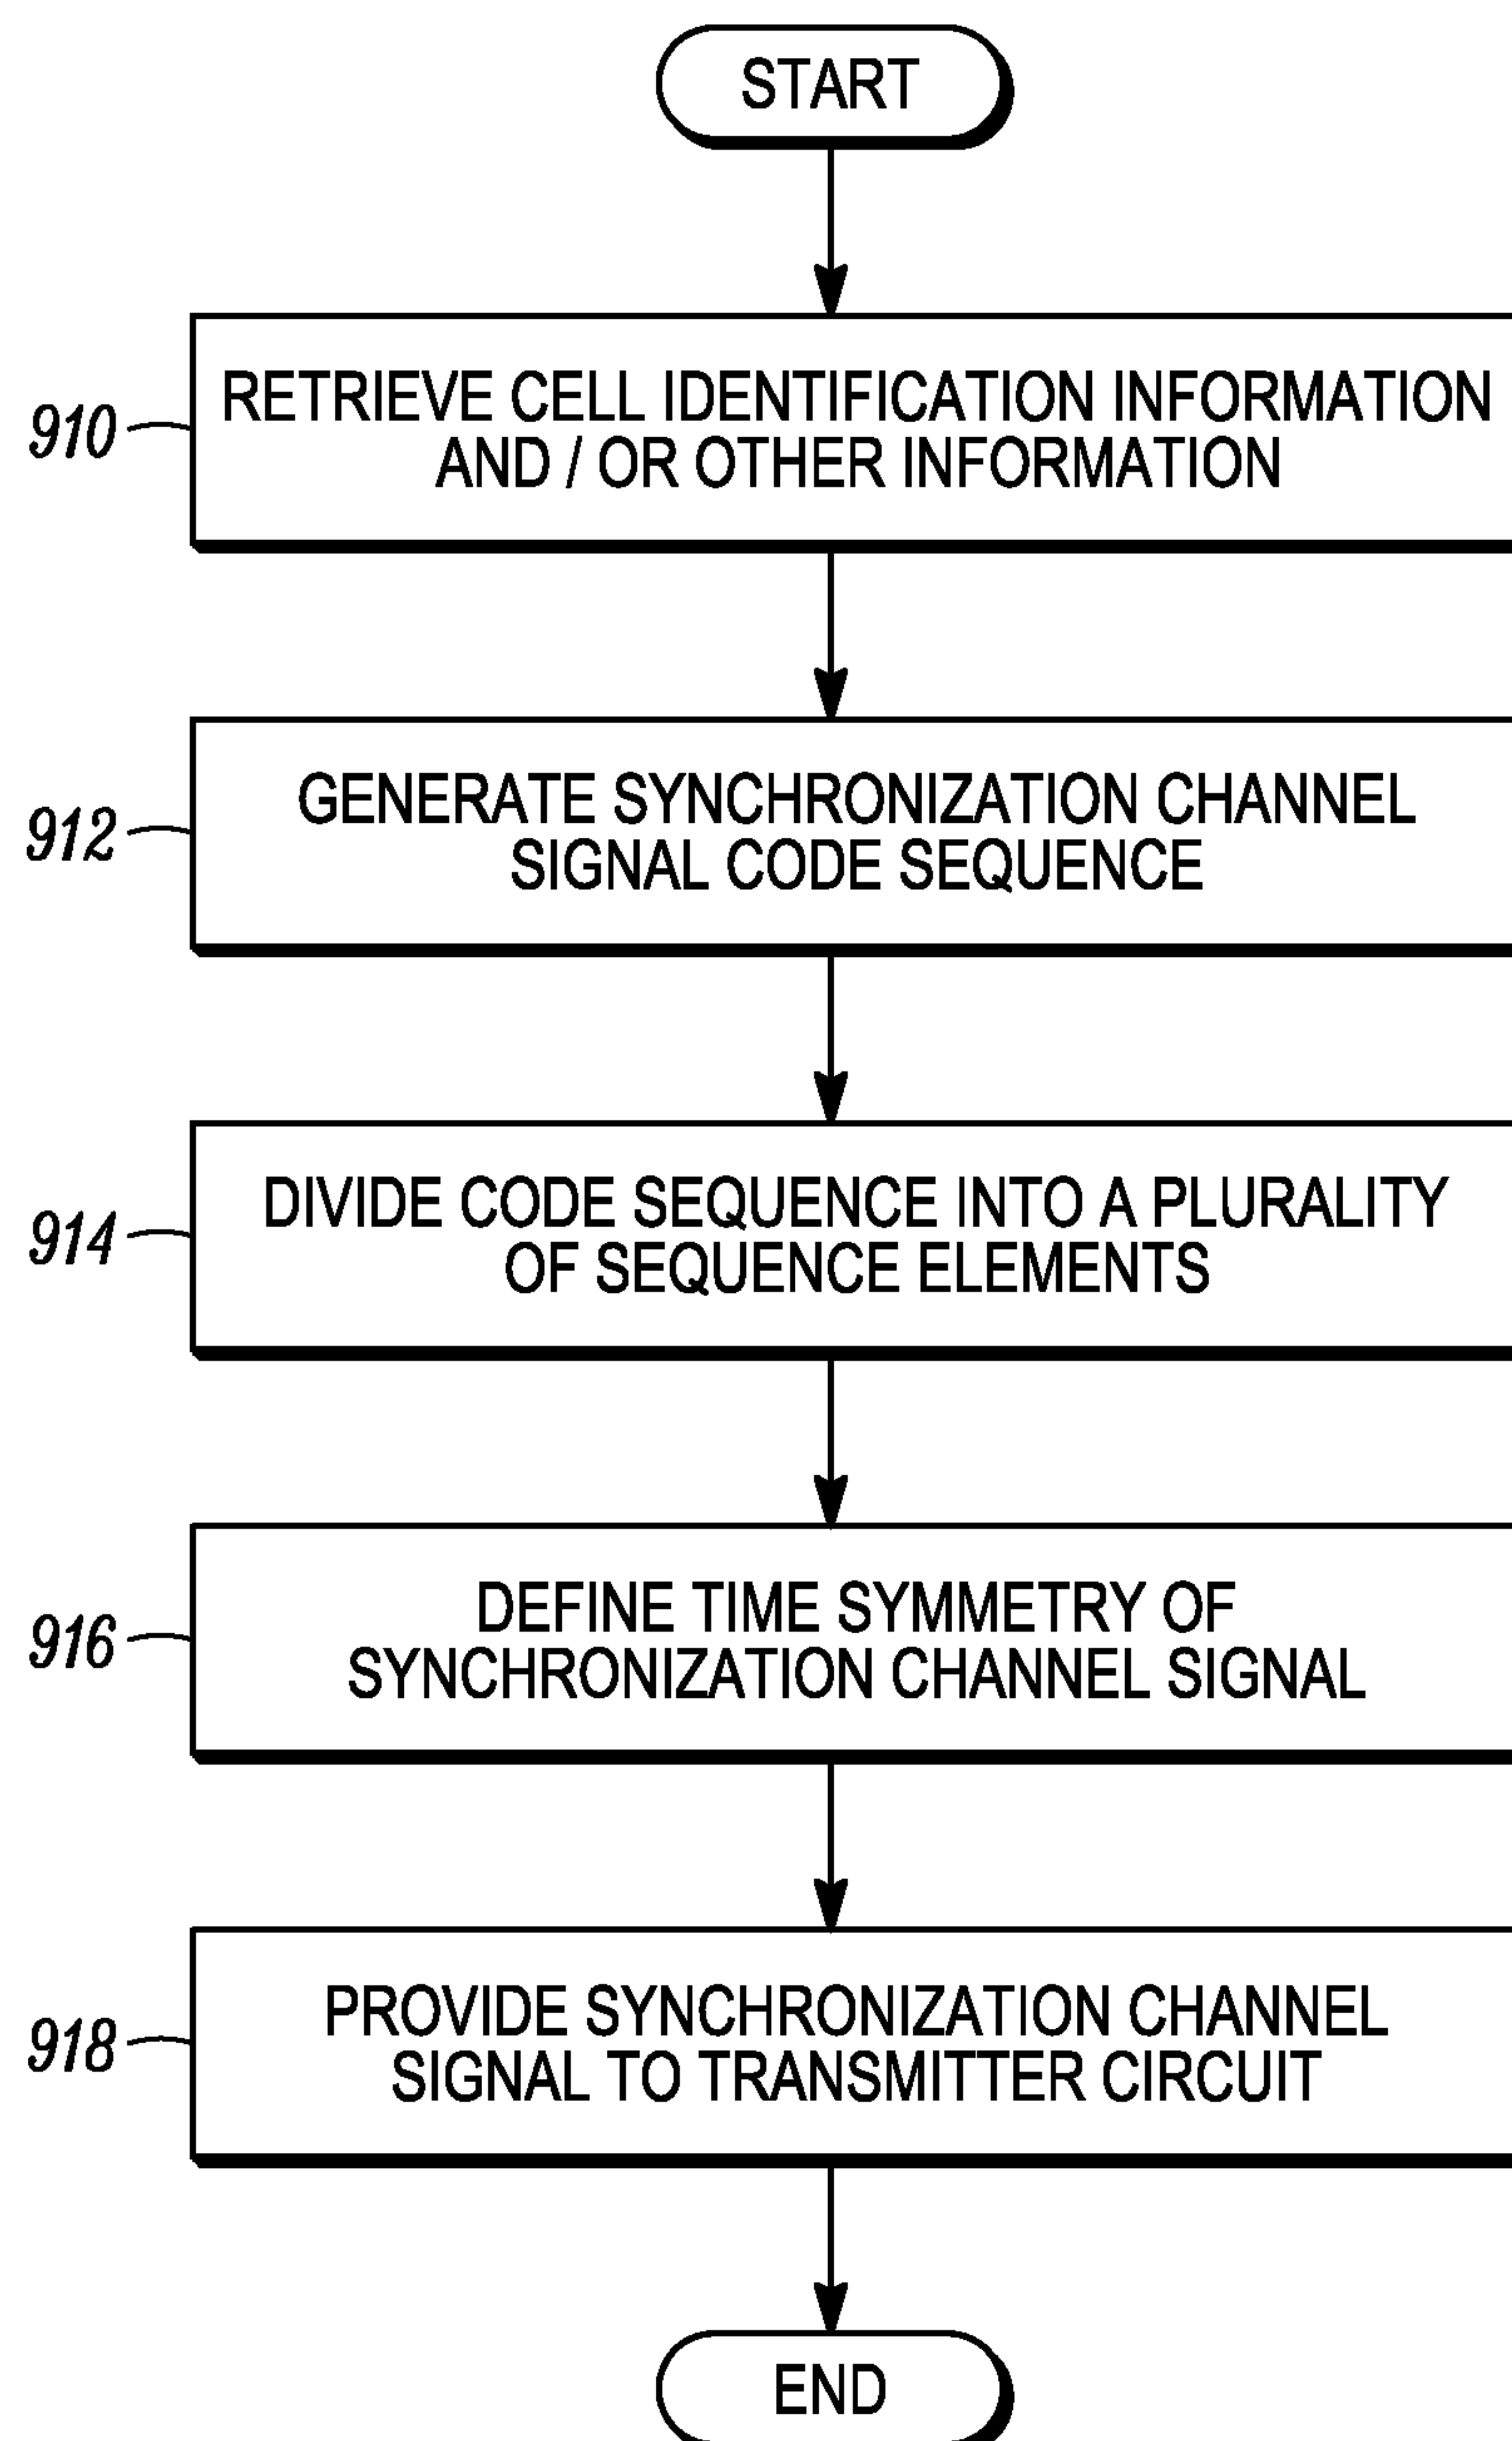 START
910
RETRIEVE CELL IDENTIFICATION INFORMATION
AND / OR OTHER INFORMATION
912
GENERATE SYNCHRONIZATION CHANNEL
SIGNAL CODE SEQUENCE
914
DIVIDE CODE SEQUENCE INTO A PLURALITY
OF SEQUENCE ELEMENTS
916
DEFINE TIME SYMMETRY OF
SYNCHRONIZATION CHANNEL SIGNAL
918
PROVIDE SYNCHRONIZATION CHANNEL
SIGNAL TO TRANSMITTER CIRCUIT
END